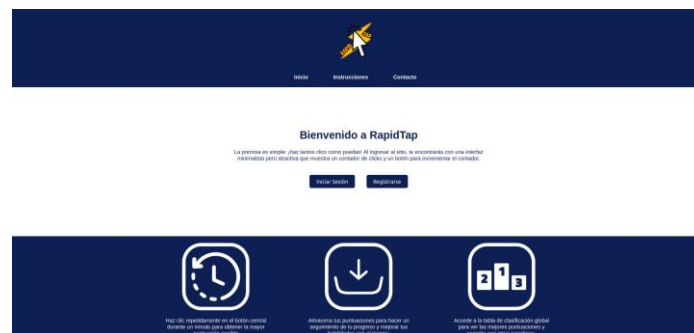 Inicio Instrucciones Contacto
Bienvenido a RapidTap
La premisa es simple: ¡haz tantos clics como puedas! Al ingresar al sitio, te encontrarás con una interfaz
minimalista pero atractiva que muestra un contador de clicks y un botón para incrementar el contador.
Iniciar Sesión Registrarse
2 1 3
Haz clic repetidamente en el botón central
durante un minuto para obtener la mayor
Almacena tus puntuaciones para hacer un
seguimiento de tu progreso y mejorar tus
Accede a la tabla de clasificación global
para ver las mejores puntuaciones y